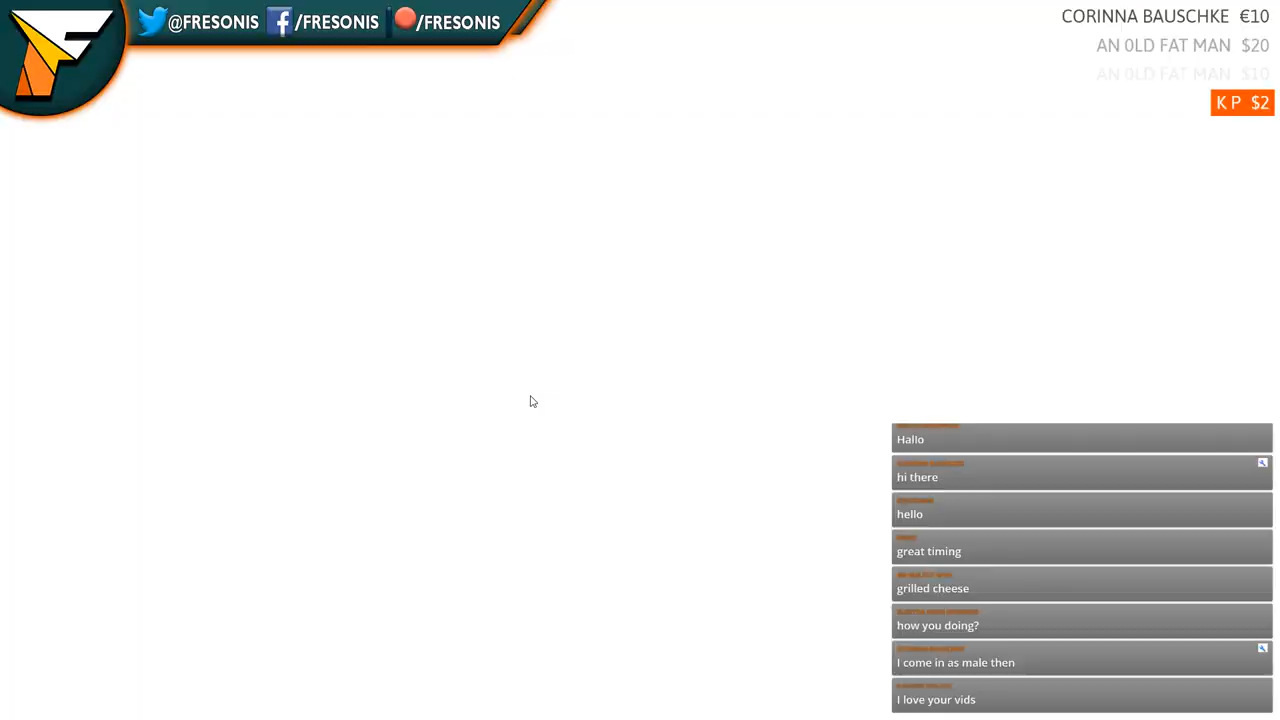 @FRESONIS /FRESONIS /FRESONIS
CORINNA BAUSCHKE €10
AN 0LD FAT MAN $20
AN 0LD FAT MAN $10
K P $2
Hallo
hi there
hello
great timing
grilled cheese
how you doing?
I come in as male then
I love your vids